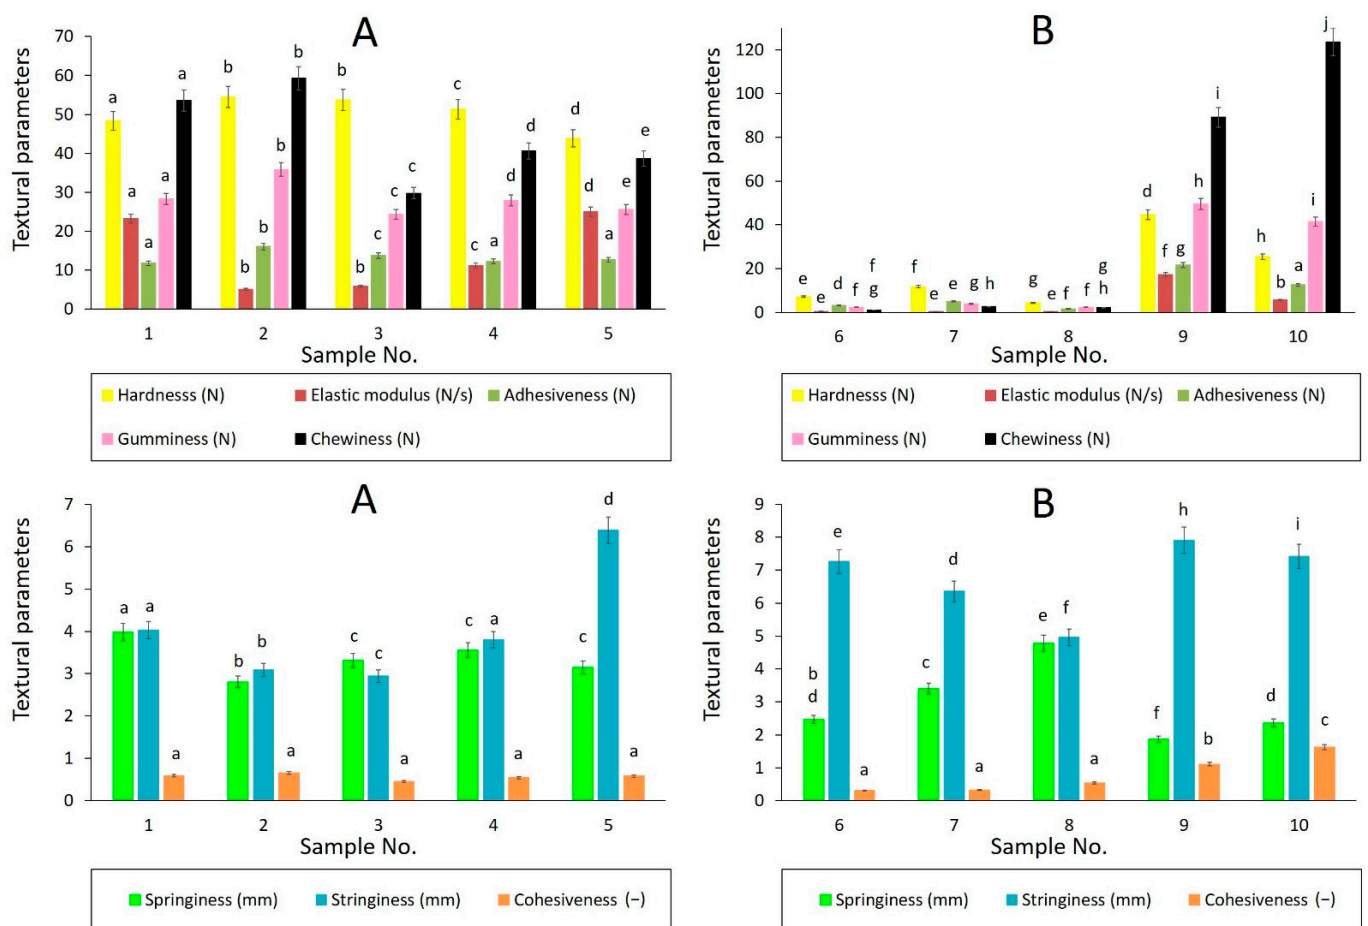 A
Textural parameters
70
60
50
40
30
20
10
0
a a a a a
b b b b b
b b c c c
c c a d d
d d a e e
1 2 3 4 5
Sample No.
Hardnesss (N) Elastic modulus (N/s) Adhesiveness (N)
Gumminess (N) Chewiness (N)
B
Textural parameters
120
100
80
60
40
20
0
e e d f f g
f e e g h
g e f f g h
d f g h i
h b a i j
6 7 8 9 10
Sample No.
Hardnesss (N) Elastic modulus (N/s) Adhesiveness (N)
Gumminess (N) Chewiness (N)
A
Textural parameters
7
6
5
4
3
2
1
0
a a a
b b a
c c a
c a a
c d a
1 2 3 4 5
Sample No.
Springiness (mm) Stringiness (mm) Cohesiveness (−)
B
Textural parameters
9
8
7
6
5
4
3
2
1
0
b d e a
c d a
e f a
f h b
d i c
6 7 8 9 10
Sample No.
Springiness (mm) Stringiness (mm) Cohesiveness (−)